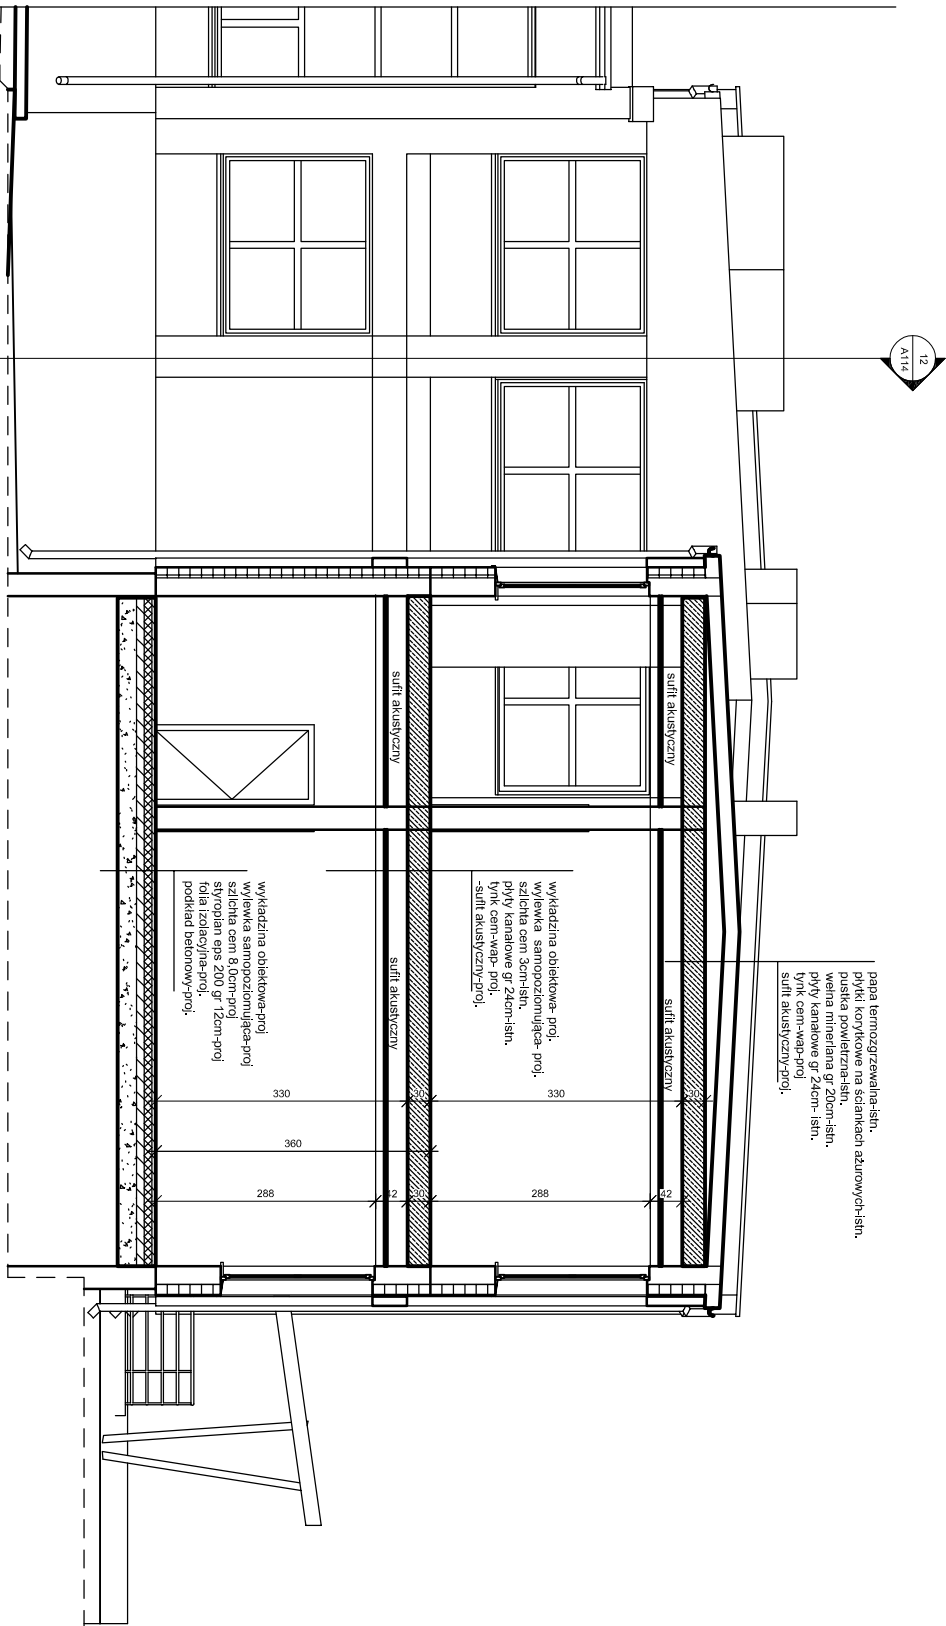 12
A114
papa termozgrzewalna-istn.
płytki korytkowe na ściankach ażurowych-istn.
pustka powietrzna-istn.
wełna minerlana gr 20cm-istn.
płyty kanałowe gr 24cm- istn.
tynk cem-wap-proj
sufit akustyczny-proj.
sufit akustyczny
sufit akustyczny
30
42
wykładzina obiektowa- proj.
wylewka samopoziomująca- proj.
szlichta cem 3cm-istn.
płyty kanałowe gr 24cm-istn.
tynk cem-wap- proj.
-sufit akustyczny-proj.
330
288
sufit akustyczny
sufit akustyczny
30
30
42
360
wykładzina obiektowa-proj
wylewka samopoziomująca-proj
szlichta cem 8,0cm-proj
styropian eps 200 gr 12cm-proj
folia izolacyjna-proj.
podkład betonowy-proj.
330
288